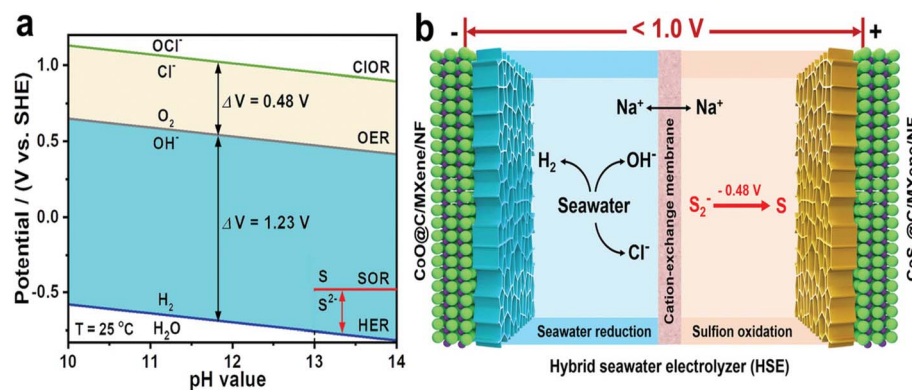 a
Potential / (V vs. SHE)
1.0
0.5
0.0
-0.5
OCl⁻
ClOR
Cl⁻
ΔV = 0.48 V
O₂
OER
OH⁻
ΔV = 1.23 V
S
SOR
S²⁻
H₂
HER
T = 25 °C
H₂O
10 11 12 13 14
pH value
b
- < 1.0 V +
CoO@C/MXene/NF
Na⁺ Na⁺
H₂ OH⁻
Seawater
Cl⁻
Cation-exchange membrane
- 0.48 V
S₂⁻ S
@C/MXene/NF
Seawater reduction
Sulfion oxidation
Hybrid seawater electrolyzer (HSE)